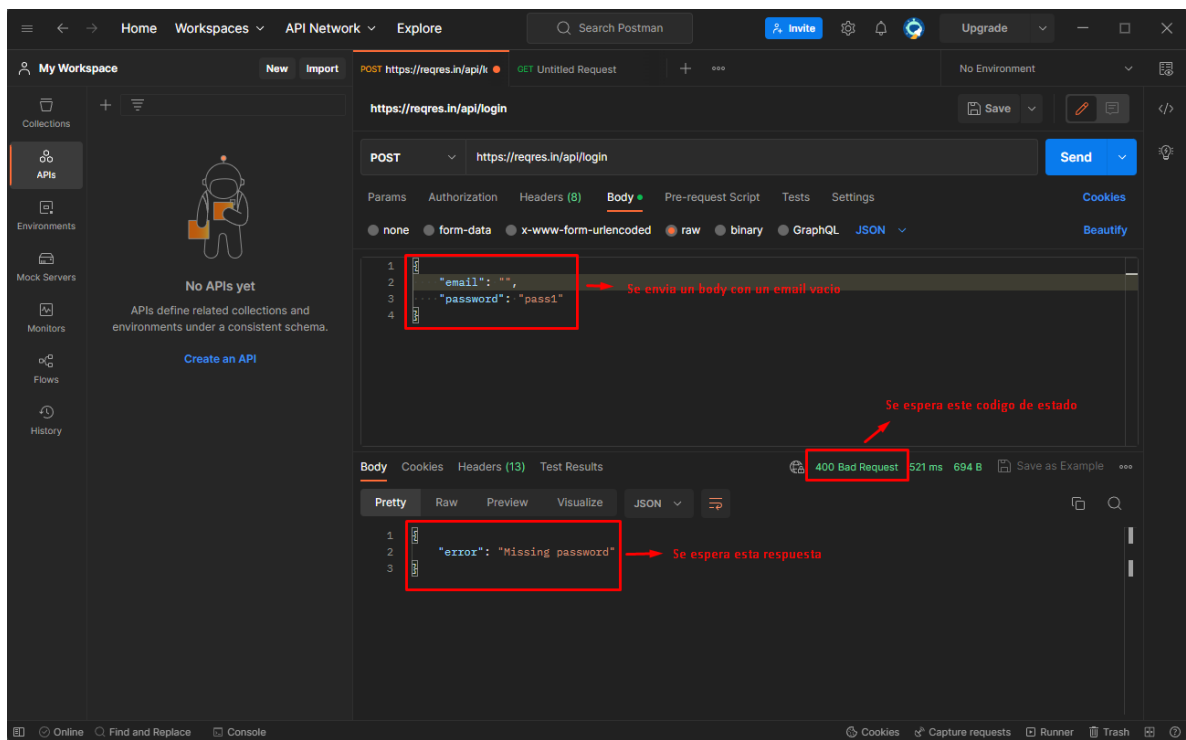 Home Workspaces API Network Explore Search Postman Invite Upgrade
My Workspace New Import POST https://reqres.in/api/lc GET Untitled Request No Environment
Collections
https://reqres.in/api/login Save
APIs
POST https://reqres.in/api/login Send
Params Authorization Headers (8) Body Pre-request Script Tests Settings Cookies
Environments
none form-data x-www-form-urlencoded raw binary GraphQL JSON Beautify
Mock Servers
1 {
2 "email": "",
3 "password": "pass1"
4 }
Se envia un body con un email vacio
No APIs yet
APIs define related collections and
environments under a consistent schema.
Create an API
Monitors
Flows
History
Se espera este codigo de estado
Body Cookies Headers (13) Test Results 400 Bad Request 521 ms 694 B Save as Example
Pretty Raw Preview Visualize JSON
1 {
2 "error": "Missing password"
3 }
Se espera esta respuesta
Online Find and Replace Console Cookies Capture requests Runner Trash